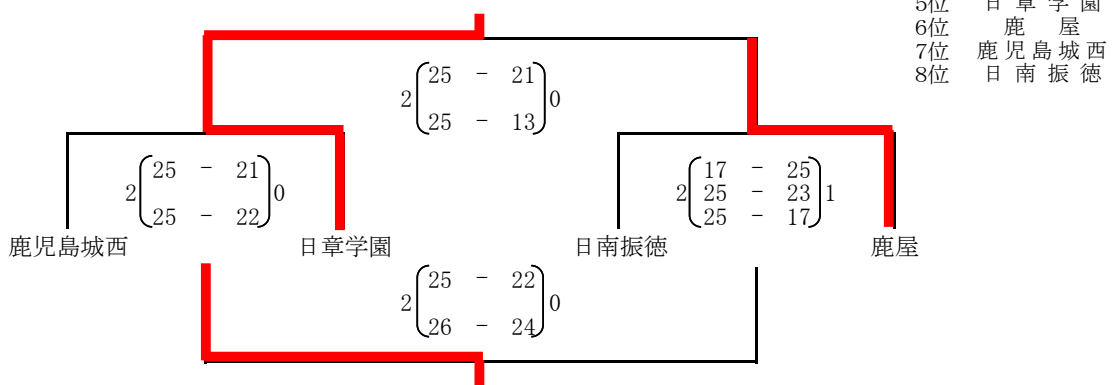 5位 日章学園
6位 鹿屋
7位 鹿児島城西
8位 日南振徳
25 - 21
2 0
25 - 13
25 - 21
2 0
25 - 22
17 - 25
2 25 - 23 1
25 - 17
鹿児島城西 日章学園 日南振徳 鹿屋
25 - 22
2 0
26 - 24